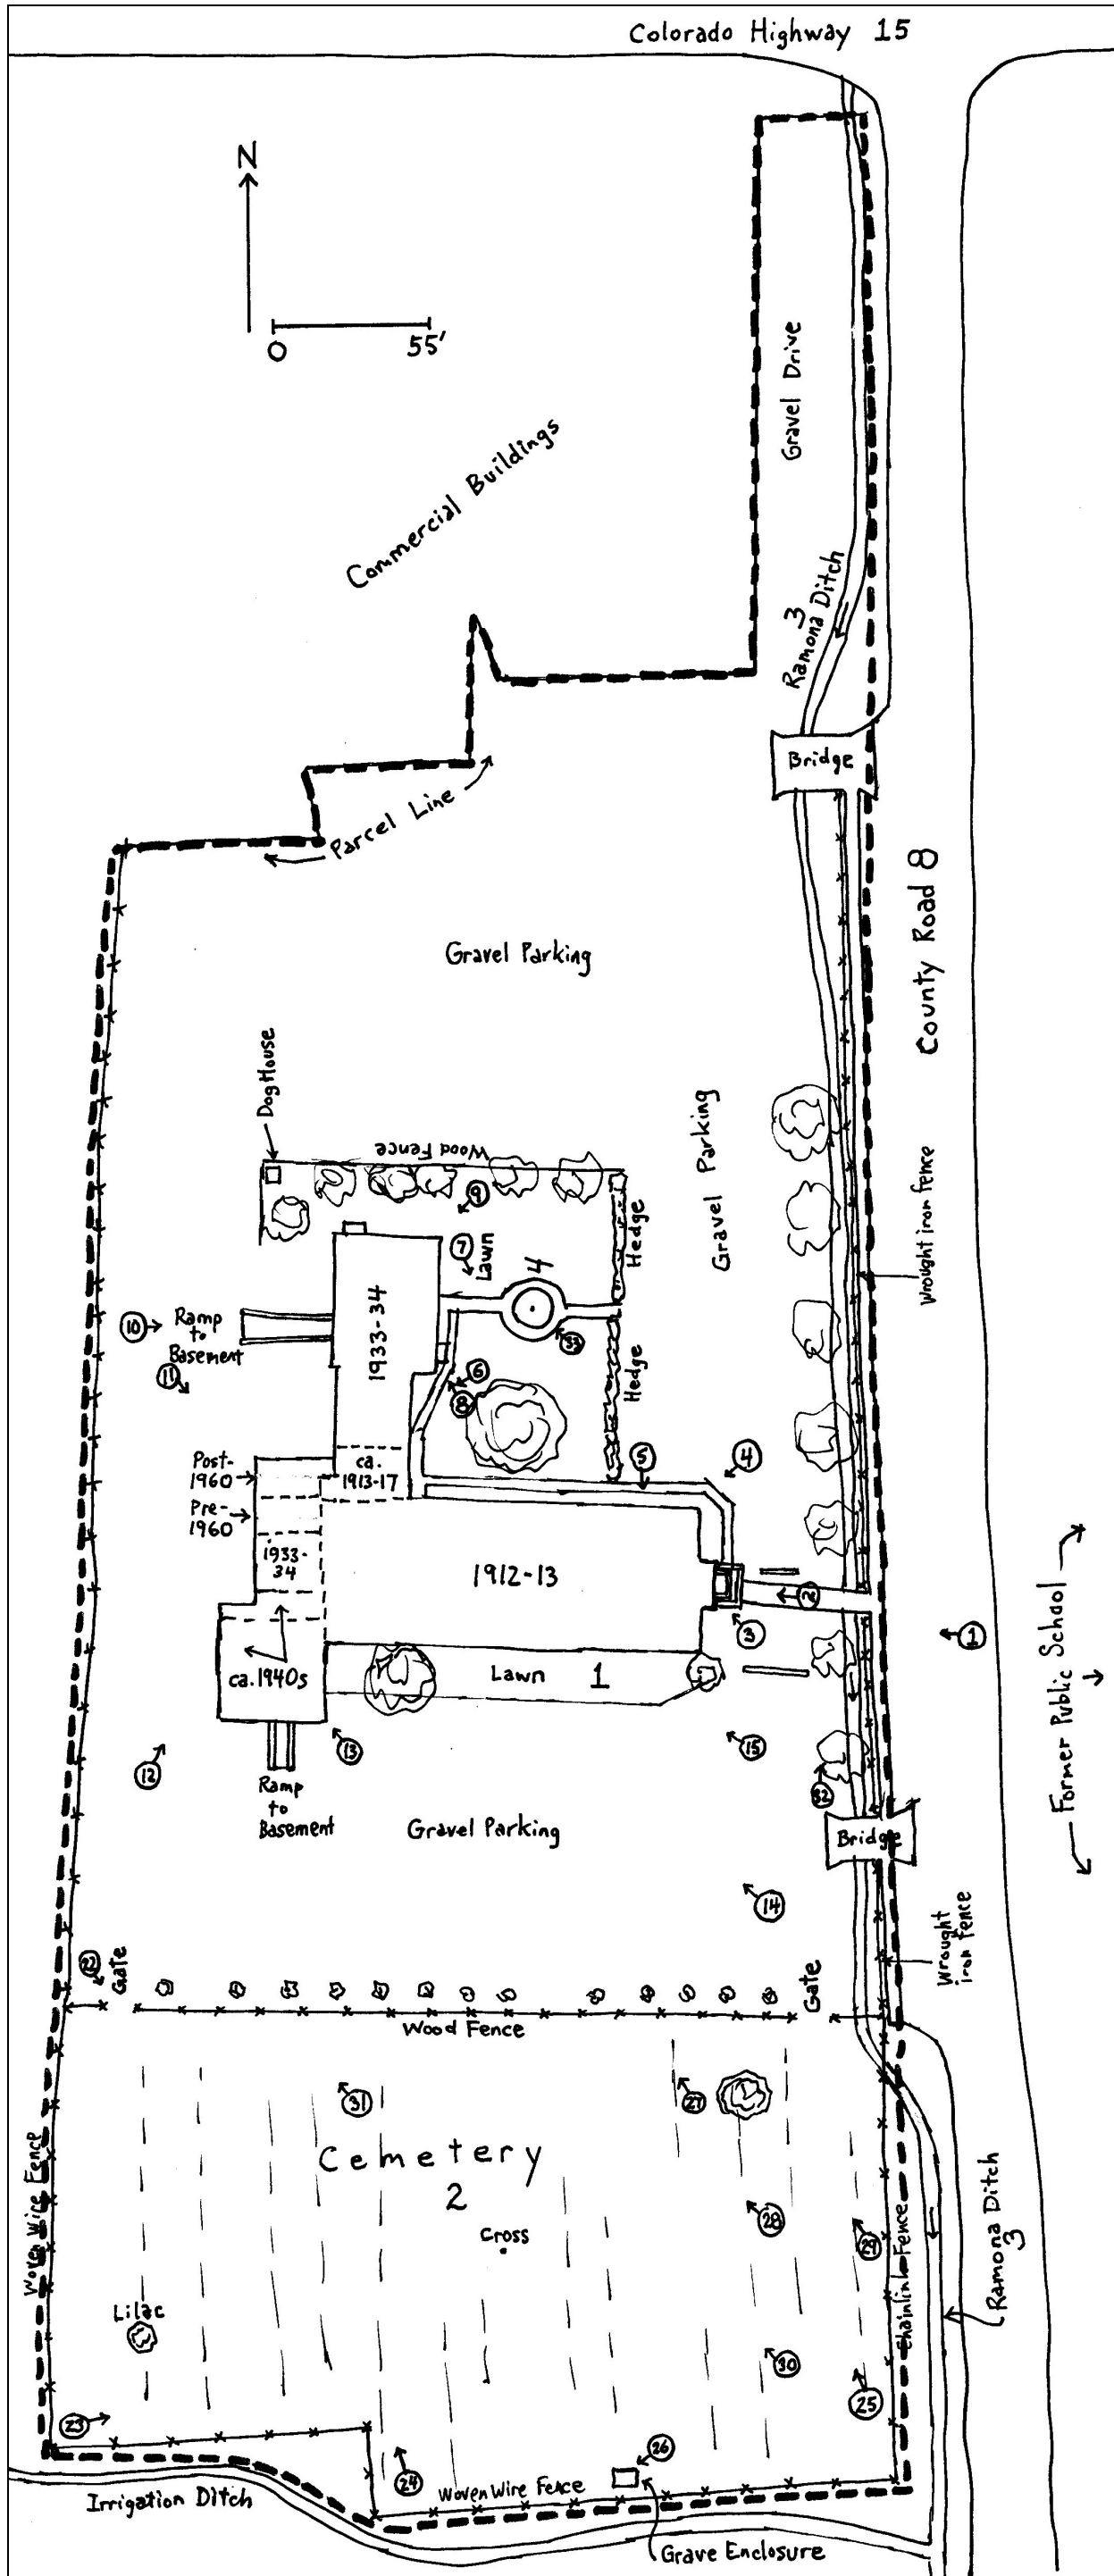 Colorado Highway 15
N
0 55'
Gravel Drive
Commercial Buildings
3
Ramona Ditch
Bridge
Parcel Line
County Road 8
Gravel Parking
Dog House
Gravel Parking
Wood Fence
Wrought iron fence
9
Hedge
7
Lawn
4
10
Ramp
to
Basement
1933-34
33
11
6
8
Hedge
Post-
1960
ca.
1913-17
5
4
Pre-
1960
1933-
34
1912-13
2
Former Public School
3
1
ca. 1940s
Lawn 1
13
15
12
32
Ramp
to
Basement
Gravel Parking
Bridge
14
Wrought
iron fence
Gate
Gate
Wood Fence
31
27
Woven Wire Fence
Cemetery
2
28
29
Cross
Ramona Ditch
3
Chainlink Fence
Lilac
30
25
23
26
24
Woven Wire Fence
Irrigation Ditch
Grave Enclosure